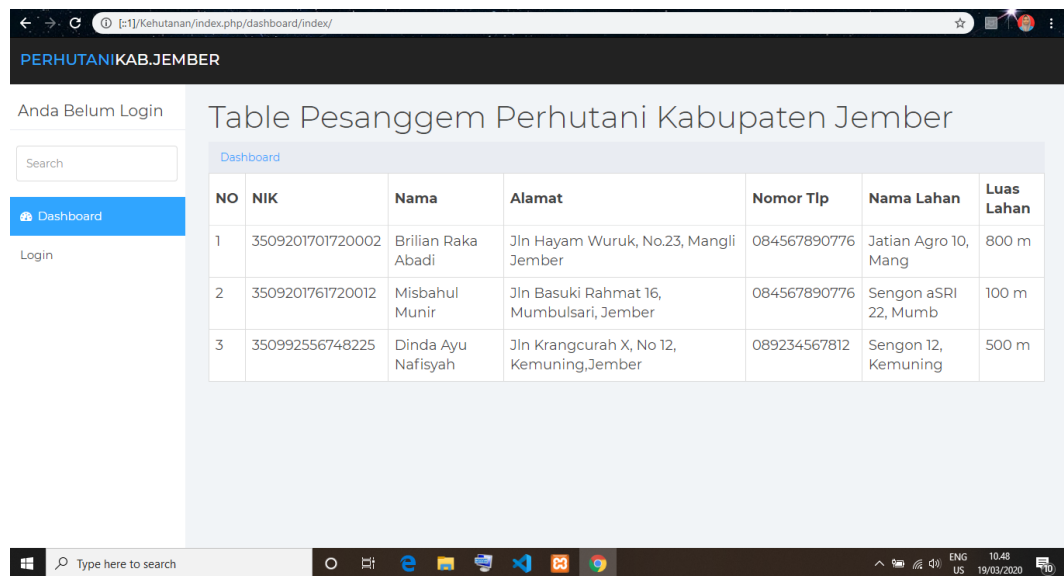 [::1]/Kehutanan/index.php/dashboard/index/
PERHUTANIKAB.JEMBER
Anda Belum Login
Search
Dashboard
Login
Table Pesanggem Perhutani Kabupaten Jember
Dashboard
NO NIK Nama Alamat Nomor Tlp Nama Lahan Luas
Lahan
1 3509201701720002 Brilian Raka Jln Hayam Wuruk, No.23, Mangli 084567890776 Jatian Agro 10, 800 m
Abadi Jember Mang
2 3509201761720012 Misbahul Jln Basuki Rahmat 16, 084567890776 Sengon aSRI 100 m
Munir Mumbulsari, Jember 22, Mumb
3 350992556748225 Dinda Ayu Jln Krangcurah X, No 12, 089234567812 Sengon 12, 500 m
Nafisyah Kemuning,Jember Kemuning
Type here to search
ENG 10.48
US 19/03/2020
10